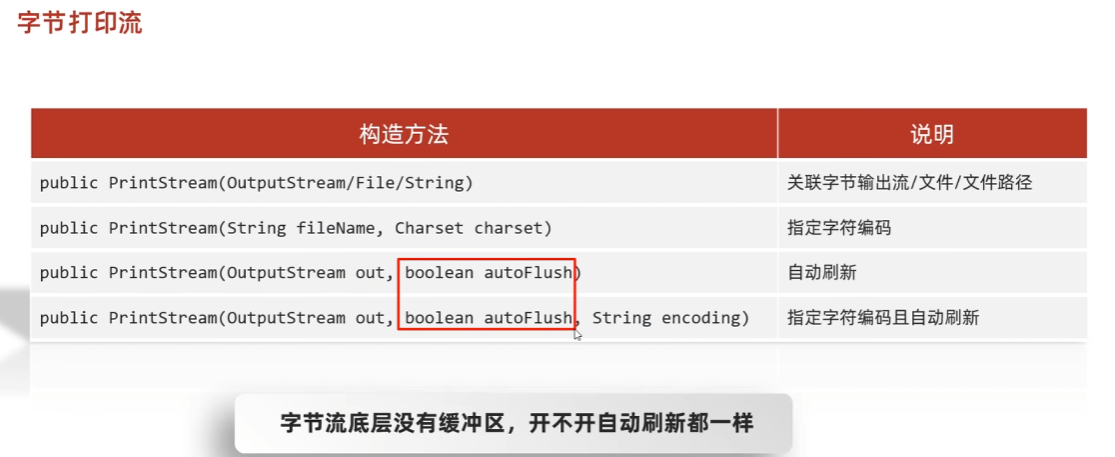 字节打印流
构造方法 说明
public PrintStream(OutputStream/File/String) 关联字节输出流/文件/文件路径
public PrintStream(String fileName, Charset charset) 指定字符编码
public PrintStream(OutputStream out, boolean autoFlush) 自动刷新
public PrintStream(OutputStream out, boolean autoFlush, String encoding) 指定字符编码且自动刷新
字节流底层没有缓冲区，开不开自动刷新都一样